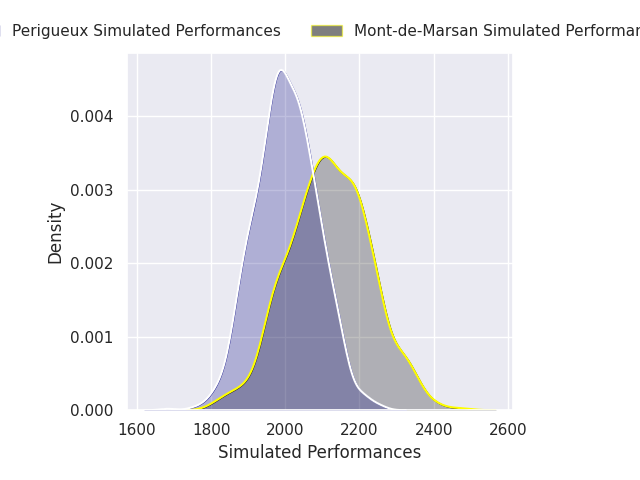 Perigueux Simulated Performances
Mont-de-Marsan Simulated
0.004
0.003
0.002
0.001
0.000
Density
1600 1800 2000 2200 2400 2600
Simulated Performances